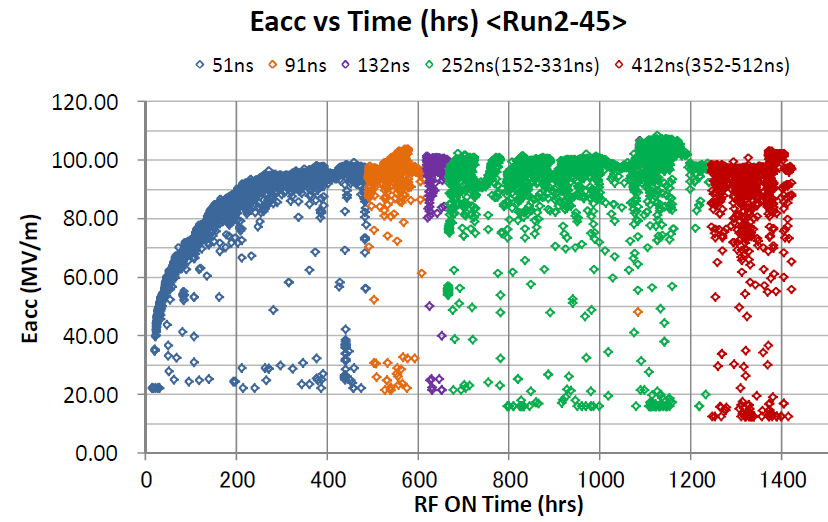 Eacc vs Time (hrs) <Run2-45>
51ns 91ns 132ns 252ns(152-331ns) 412ns(352-512ns)
120.00
100.00
80.00
60.00
40.00
20.00
0.00
Eacc (MV/m)
0 200 400 600 800 1000 1200 1400
RF ON Time (hrs)